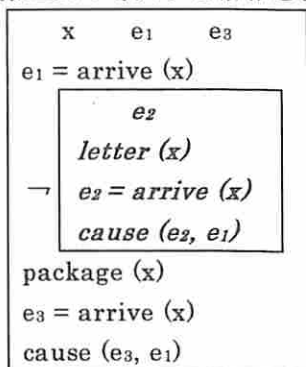 x e₁ e₃
e₁ = arrive (x)
e₂
letter (x)
¬ e₂ = arrive (x)
cause (e₂, e₁)
package (x)
e₃ = arrive (x)
cause (e₃, e₁)